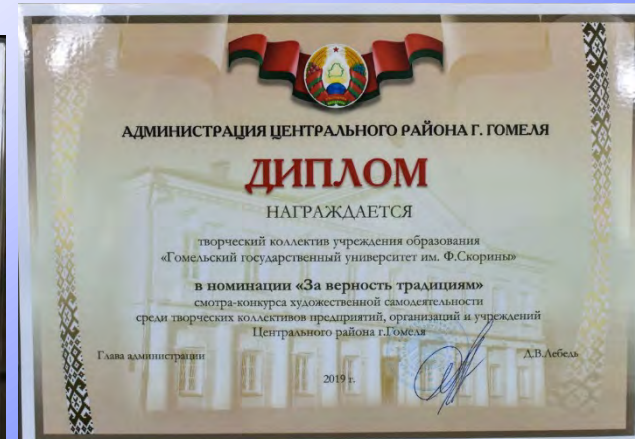 АДМИНИСТРАЦИЯ ЦЕНТРАЛЬНОГО РАЙОНА Г. ГОМЕЛЯ
ДИПЛОМ
НАГРАЖДАЕТСЯ
творческий коллектив учреждения образования
«Гомельский государственный университет им. Ф.Скорины»
в номинации «За верность традициям»
смотра-конкурса художественной самодеятельности
среди творческих коллективов предприятий, организаций и учреждений
Центрального района г.Гомеля
Глава администрации
Д.В.Лебедь
2019 г.